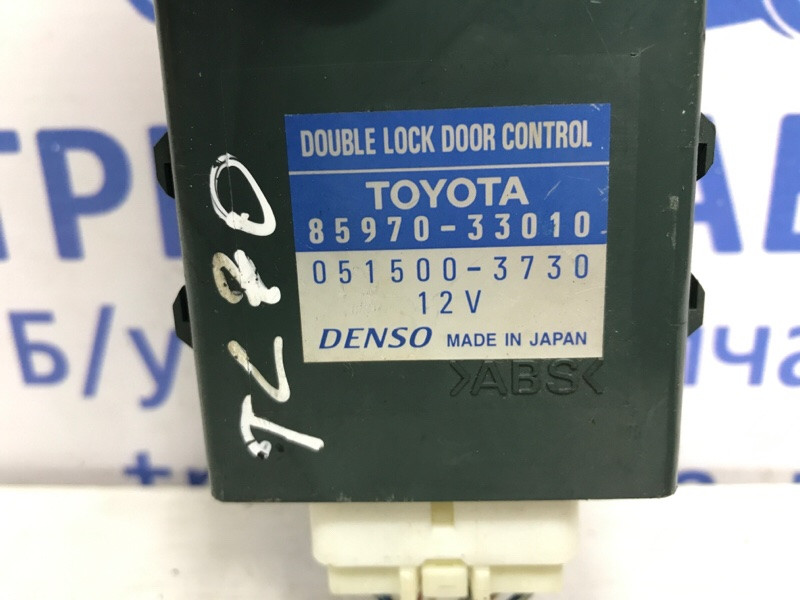 DOUBLE LOCK DOOR CONTROL
TOYOTA
85970-33010
051500-3730
12V
DENSO MADE IN JAPAN
>ABS<